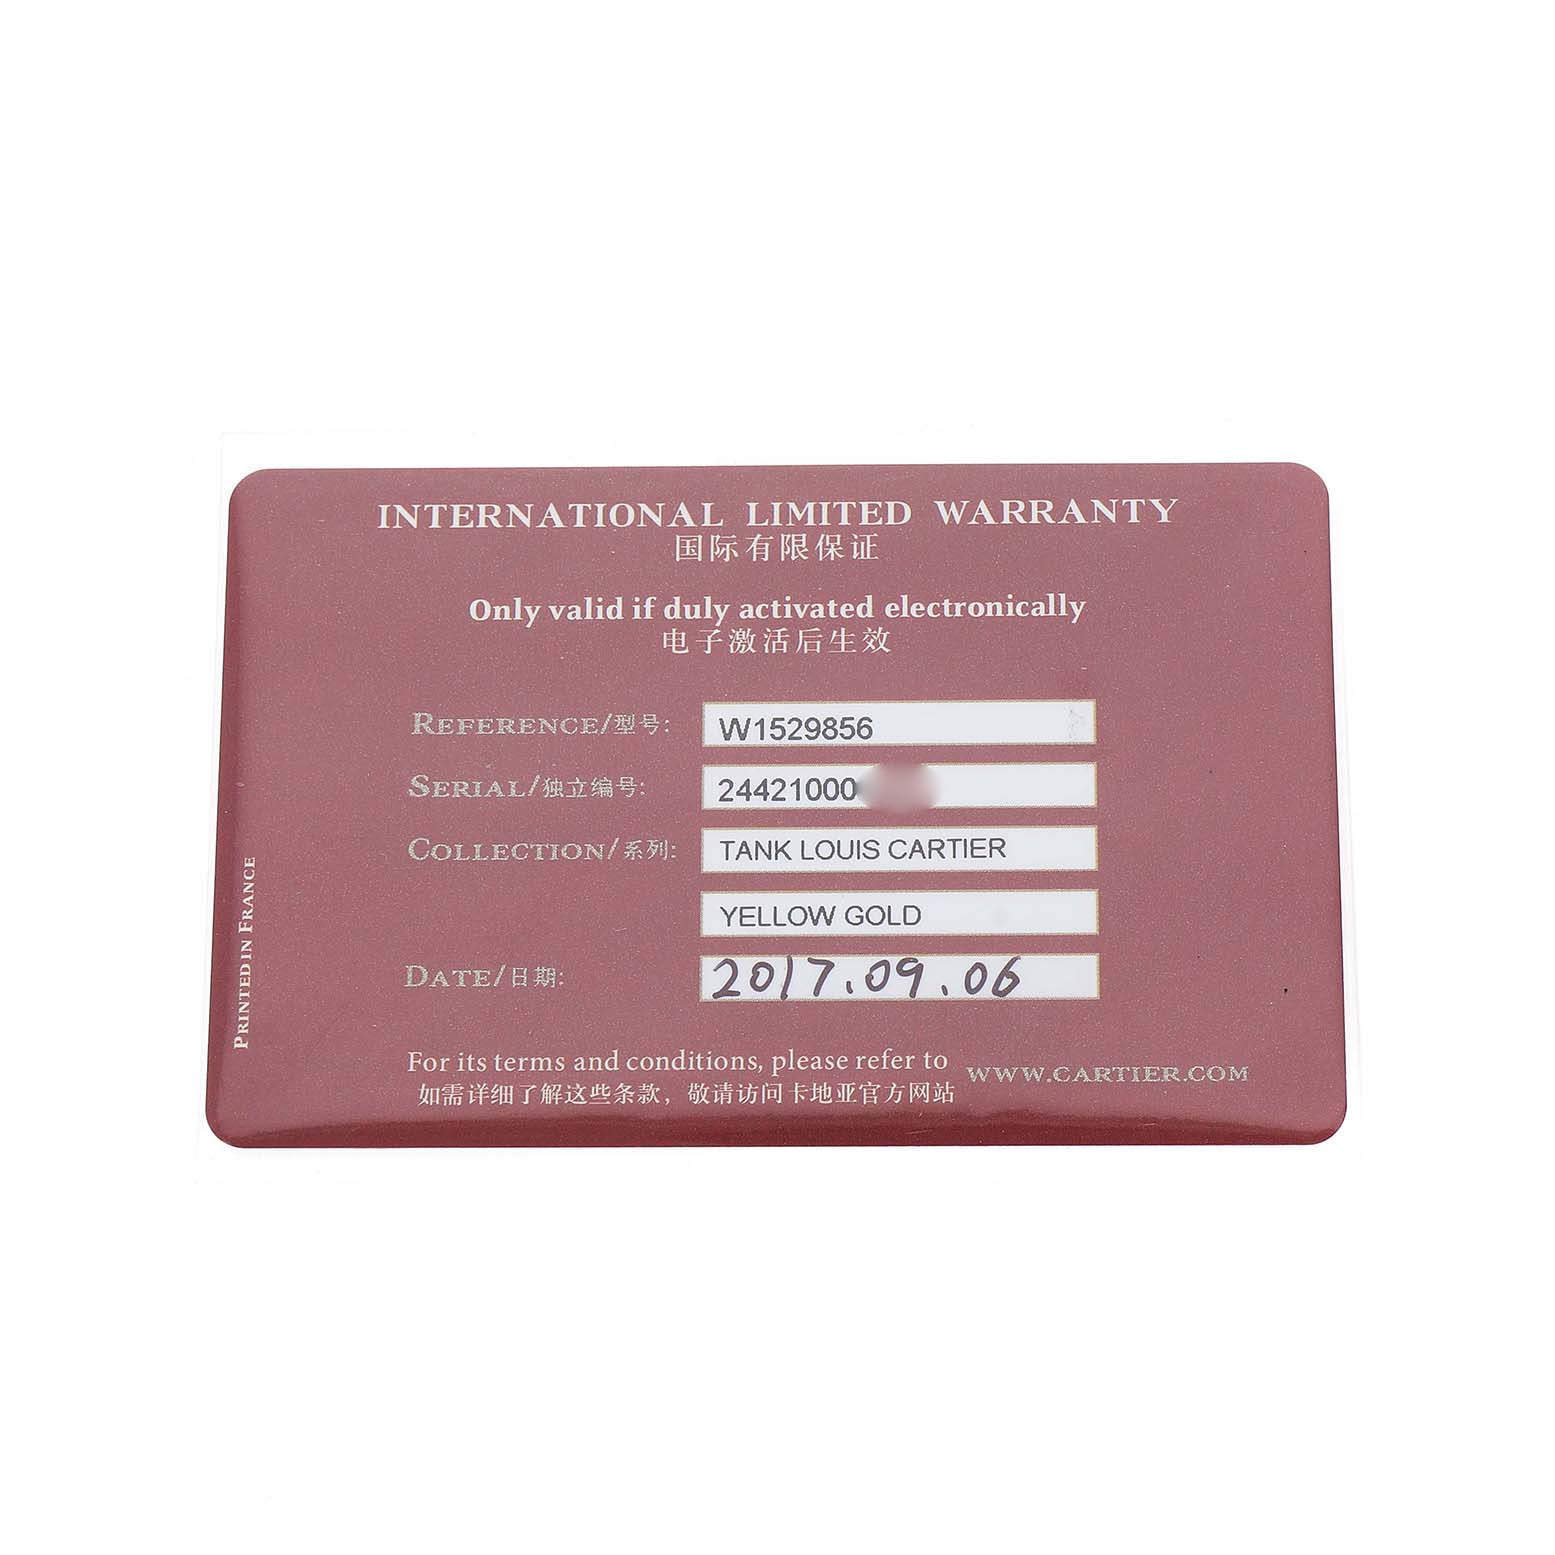 INTERNATIONAL LIMITED WARRANTY
国际有限保证
Only valid if duly activated electronically
电子激活后生效
REFERENCE/型号: W1529856
SERIAL/独立编号: 24421000
COLLECTION/系列: TANK LOUIS CARTIER
YELLOW GOLD
DATE/日期: 2017.09.06
For its terms and conditions, please refer to WWW.CARTIER.COM
如需详细了解这些条款，敬请访问卡地亚官方网站
PRINTED IN FRANCE